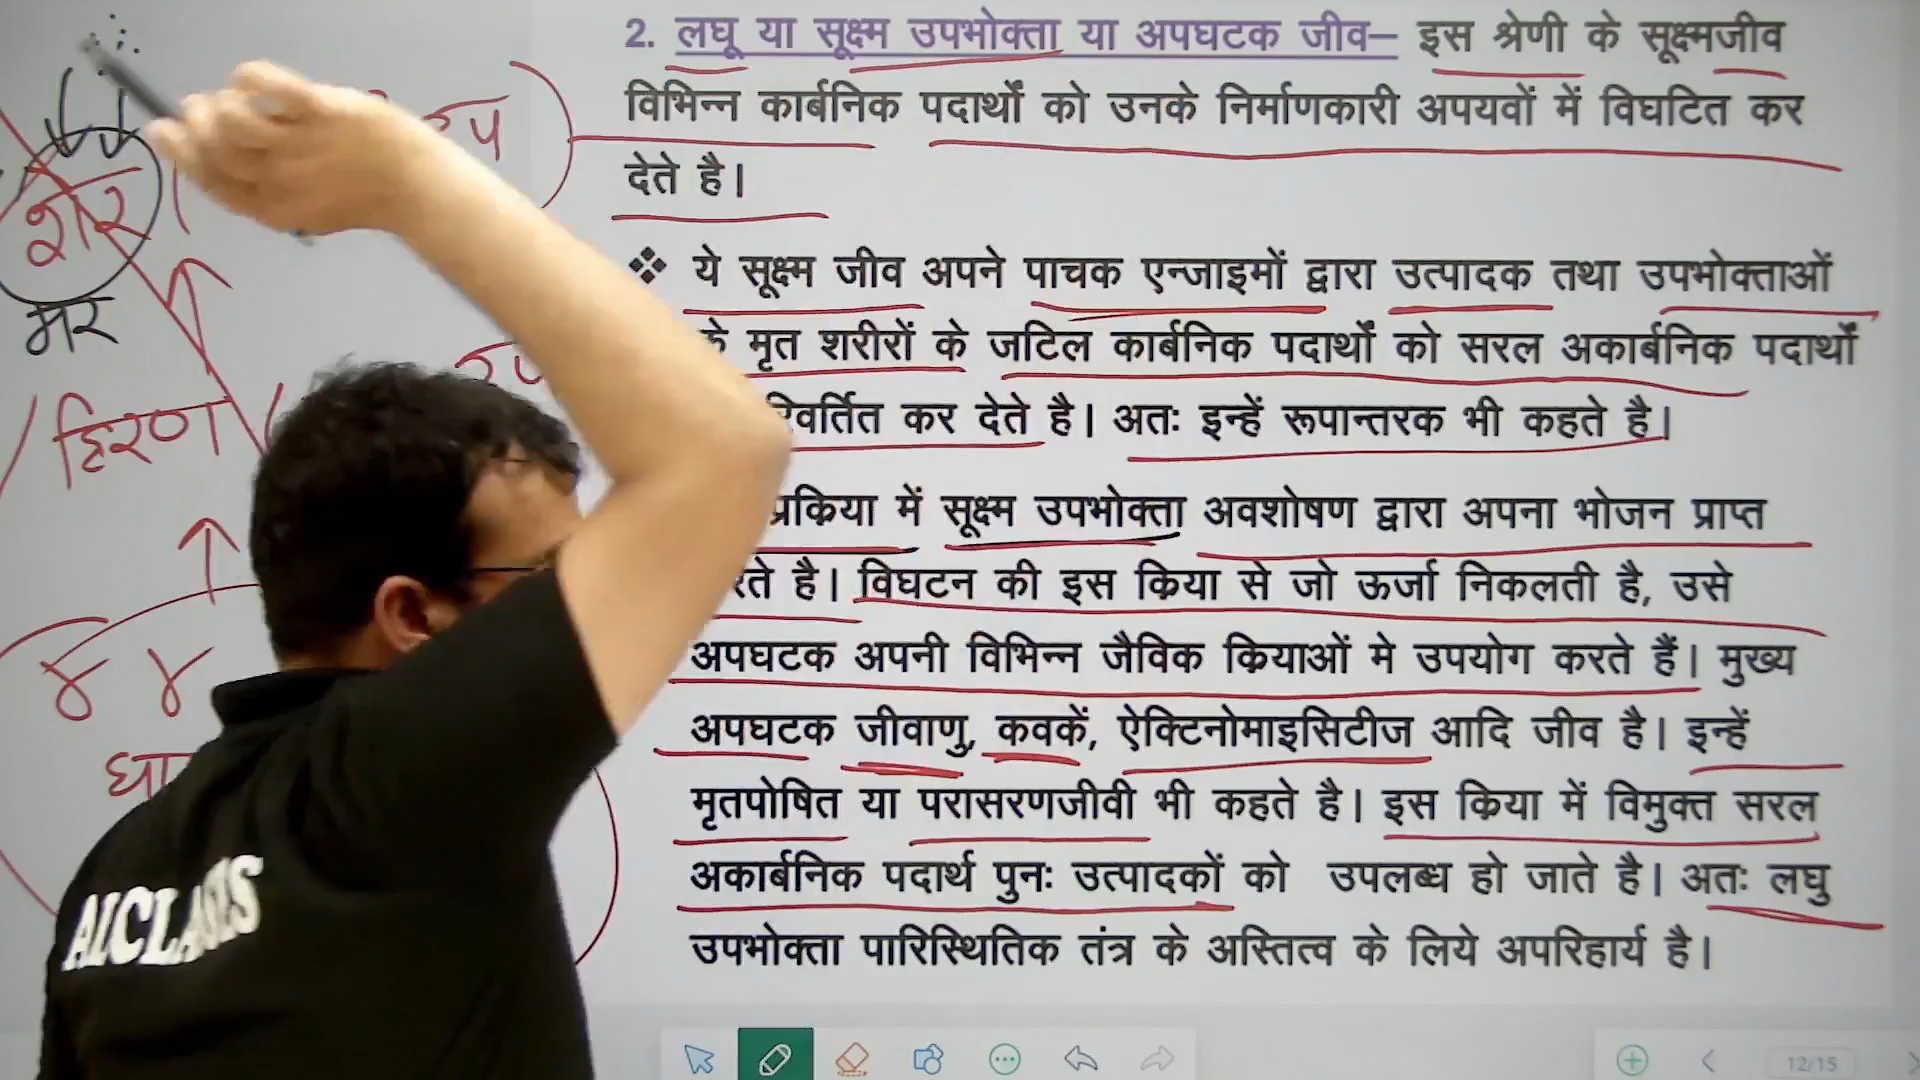 2. लघू या सूक्ष्म उपभोक्ता या अपघटक जीव– इस श्रेणी के सूक्ष्मजीव
विभिन्न कार्बनिक पदार्थों को उनके निर्माणकारी अपयवों में विघटित कर
देते है।
❖ ये सूक्ष्म जीव अपने पाचक एन्जाइमों द्वारा उत्पादक तथा उपभोक्ताओं
मृत शरीरों के जटिल कार्बनिक पदार्थों को सरल अकार्बनिक पदार्थों
कर देते है। अतः इन्हें रूपान्तरक भी कहते है।
प्रक्रिया में सूक्ष्म उपभोक्ता अवशोषण द्वारा अपना भोजन प्राप्त
है। विघटन की इस क्रिया से जो ऊर्जा निकलती है, उसे
अपघटक अपनी विभिन्न जैविक क्रियाओं मे उपयोग करते हैं। मुख्य
अपघटक जीवाणु, कवकें, ऐक्टिनोमाइसिटीज आदि जीव है। इन्हें
मृतपोषित या परासरणजीवी भी कहते है। इस क्रिया में विमुक्त सरल
अकार्बनिक पदार्थ पुनः उत्पादकों को उपलब्ध हो जाते है। अतः लघु
उपभोक्ता पारिस्थितिक तंत्र के अस्तित्व के लिये अपरिहार्य है।
शेर
मर
हिरण
12/15